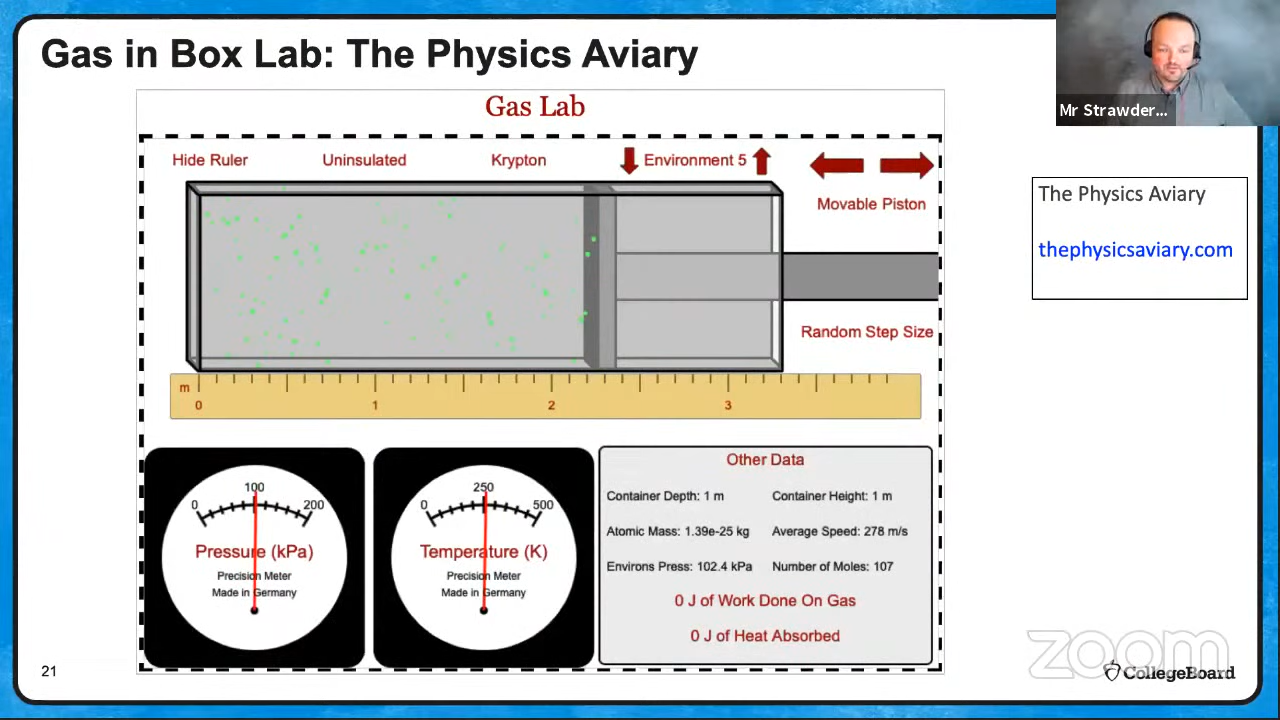 Gas in Box Lab: The Physics Aviary
Mr Strawder...
Gas Lab
Hide Ruler Uninsulated Krypton Environment 5
Movable Piston
The Physics Aviary
thephysicsaviary.com
Random Step Size
m
0 1 2 3
0 100 200
Pressure (kPa)
Precision Meter
Made in Germany
0 250 500
Temperature (K)
Precision Meter
Made in Germany
Other Data
Container Depth: 1 m Container Height: 1 m
Atomic Mass: 1.39e-25 kg Average Speed: 278 m/s
Environs Press: 102.4 kPa Number of Moles: 107
0 J of Work Done On Gas
0 J of Heat Absorbed
21
zoom
CollegeBoard